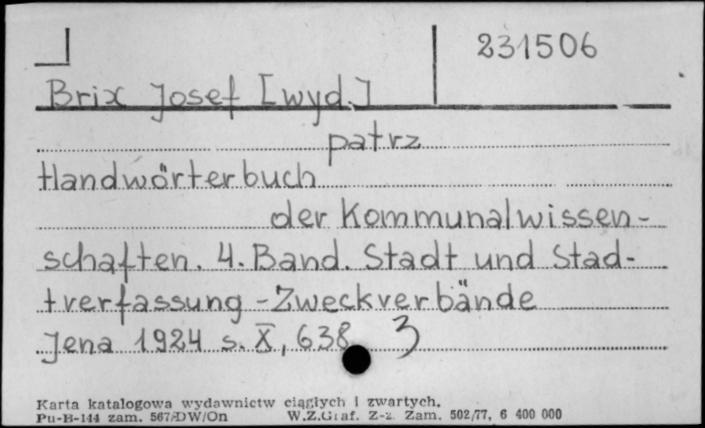 231506
Brix Josef [wyd.]
patrz
Handwörterbuch
der Kommunalwissen-
schaften. 4. Band. Stadt und Stad-
tverfassung - Zweckverbände
Jena 1924 s. X, 638 3
Karta katalogowa wydawnictw ciągłych i zwartych.
Pu-B-144 zam. 567/DW/On W.Z.Graf. Z-2 Zam. 502/77, 6 400 000